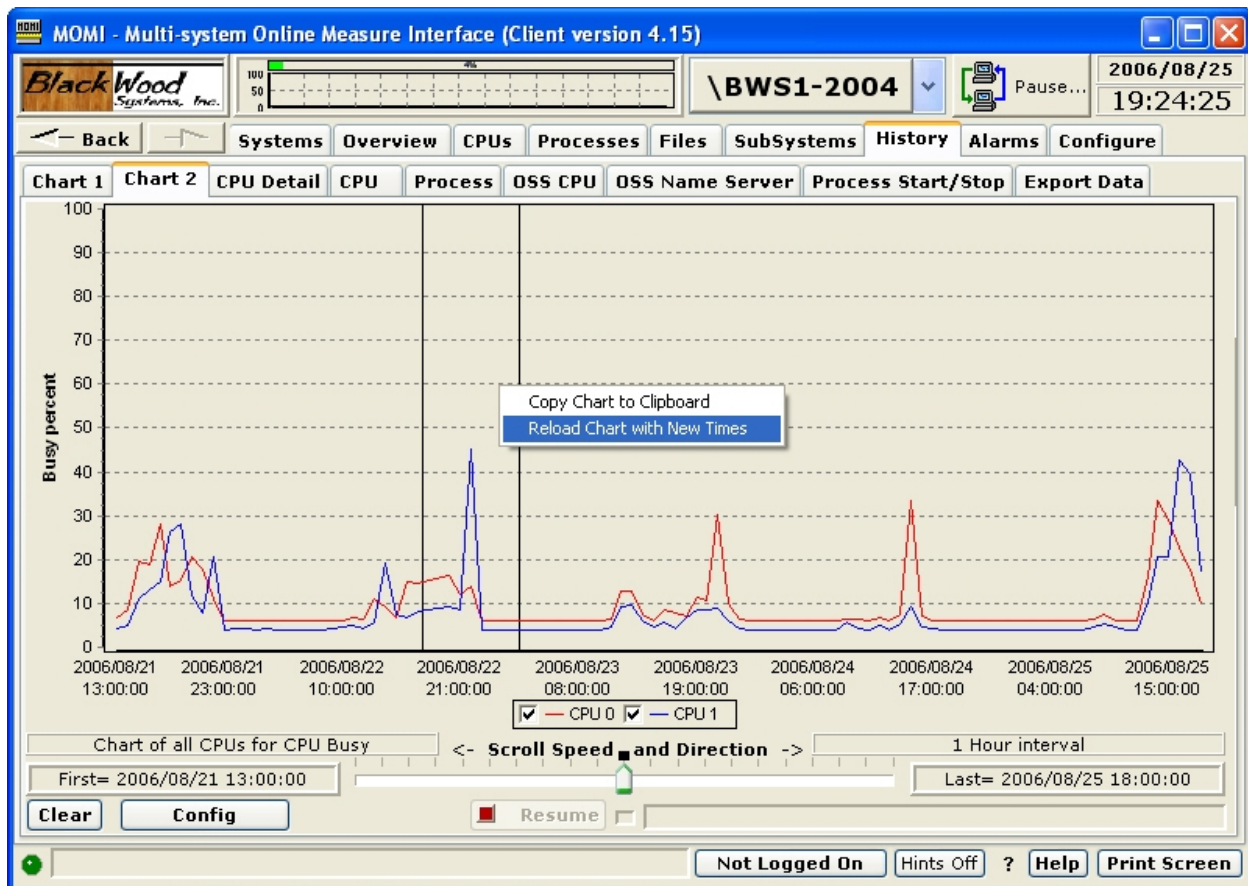 MOMI
MOMI - Multi-system Online Measure Interface (Client version 4.15)
BlackWood
Systems, Inc.
4%
100
50
0
\BWS1-2004
Pause...
2006/08/25
19:24:25
Back
Systems Overview CPUs Processes Files SubSystems History Alarms Configure
Chart 1 Chart 2 CPU Detail CPU Process OSS CPU OSS Name Server Process Start/Stop Export Data
100
90
80
70
60
50
40
30
20
10
0
Busy percent
Copy Chart to Clipboard
Reload Chart with New Times
2006/08/21 2006/08/21 2006/08/22 2006/08/22 2006/08/23 2006/08/23 2006/08/24 2006/08/24 2006/08/25 2006/08/25
13:00:00 23:00:00 10:00:00 21:00:00 08:00:00 19:00:00 06:00:00 17:00:00 04:00:00 15:00:00
CPU 0 CPU 1
Chart of all CPUs for CPU Busy
<- Scroll Speed and Direction ->
1 Hour interval
First= 2006/08/21 13:00:00
Last= 2006/08/25 18:00:00
Clear Config Resume
Not Logged On Hints Off ? Help Print Screen